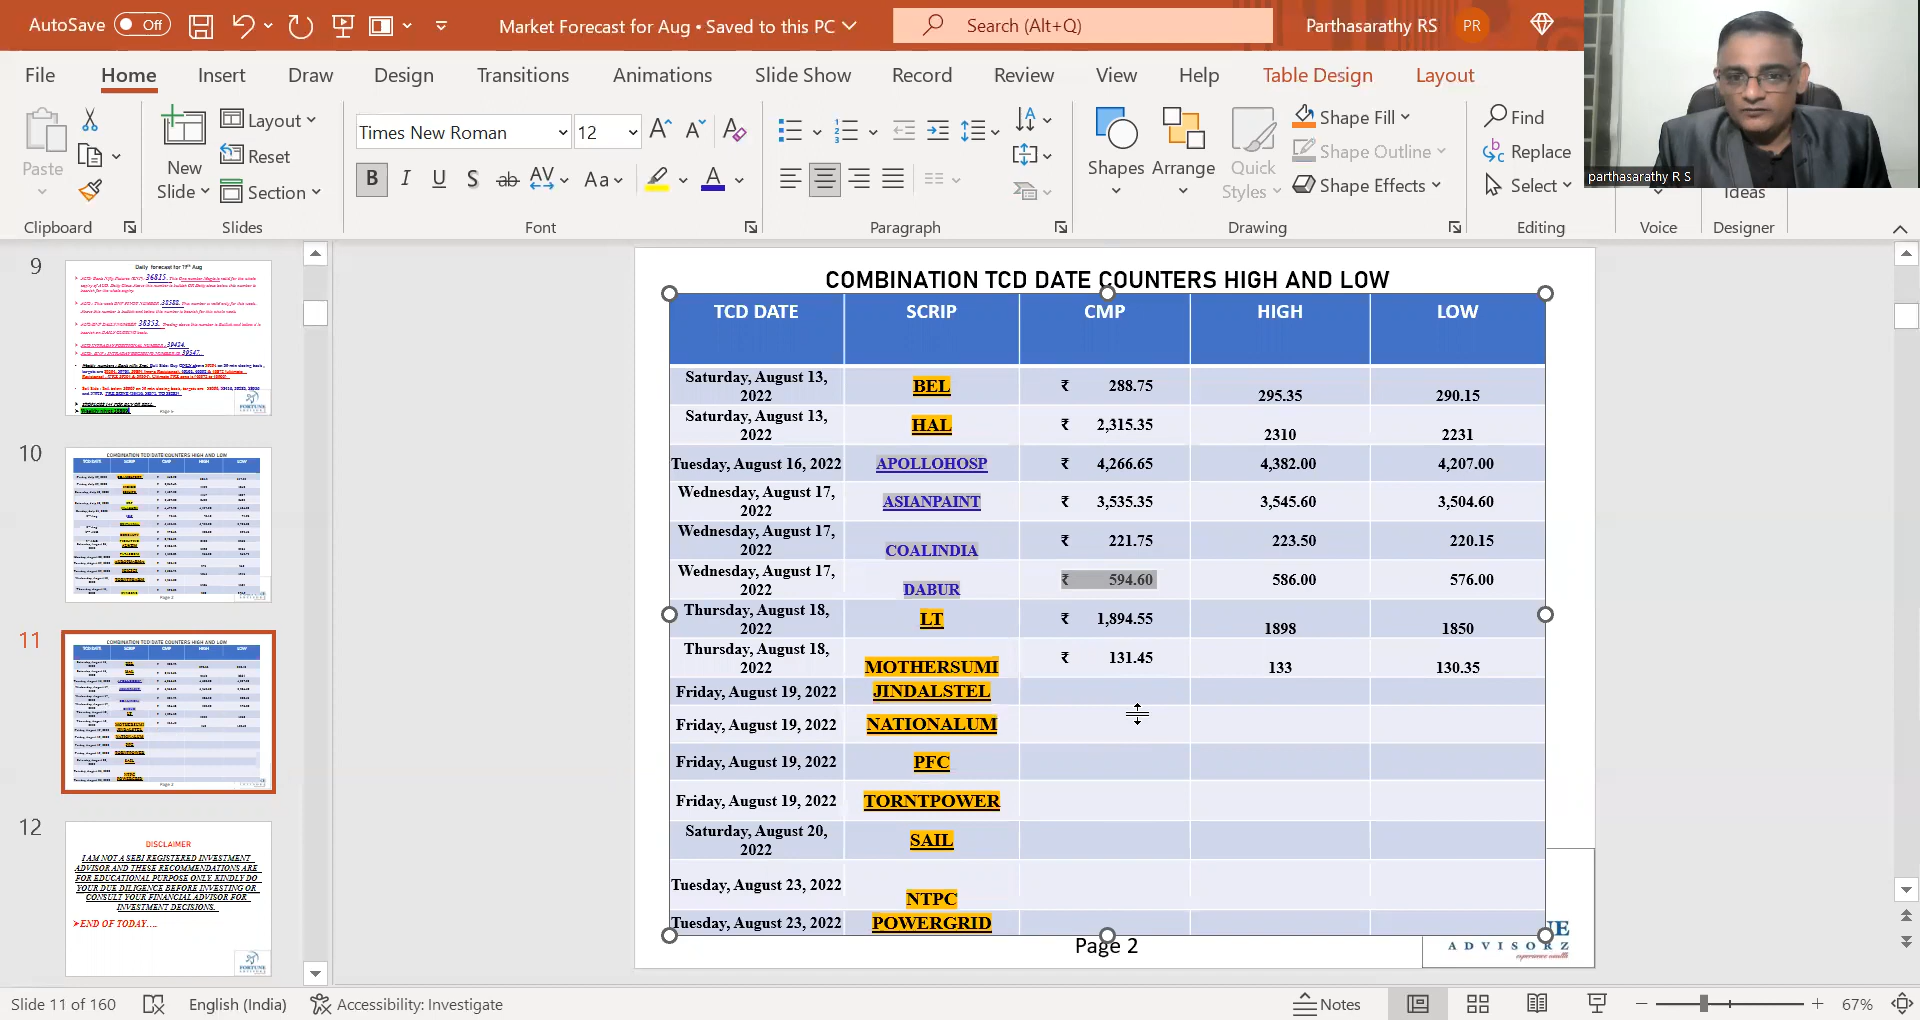 AutoSave Off Market Forecast for Aug • Saved to this PC Search (Alt+Q) Parthasarathy RS PR
File Home Insert Draw Design Transitions Animations Slide Show Record Review View Help Table Design Layout
Paste
Clipboard
New Slide
Layout
Reset
Section
Slides
Times New Roman 12
Font
Paragraph
Shapes Arrange Quick Styles
Shape Fill
Shape Outline
Shape Effects
Drawing
Find
Replace
Select
Editing
Voice
Ideas
Designer
parthasarathy R S
9
Daily forecast for 17th Aug
10
11
12
DISCLAIMER
I AM NOT A SEBI REGISTERED INVESTMENT
ADVISOR AND THESE RECOMMENDATIONS ARE
FOR EDUCATIONAL PURPOSE ONLY. KINDLY DO
YOUR DUE DILIGENCE BEFORE INVESTING OR
CONSULT YOUR FINANCIAL ADVISOR FOR
INVESTMENT DECISIONS.
➢END OF TODAY….
COMBINATION TCD DATE COUNTERS HIGH AND LOW
TCD DATE SCRIP CMP HIGH LOW
Saturday, August 13, 2022 BEL ₹ 288.75 295.35 290.15
Saturday, August 13, 2022 HAL ₹ 2,315.35 2310 2231
Tuesday, August 16, 2022 APOLLOHOSP ₹ 4,266.65 4,382.00 4,207.00
Wednesday, August 17, 2022 ASIANPAINT ₹ 3,535.35 3,545.60 3,504.60
Wednesday, August 17, 2022 COALINDIA ₹ 221.75 223.50 220.15
Wednesday, August 17, 2022 DABUR ₹ 594.60 586.00 576.00
Thursday, August 18, 2022 LT ₹ 1,894.55 1898 1850
Thursday, August 18, 2022 MOTHERSUMI ₹ 131.45 133 130.35
Friday, August 19, 2022 JINDALSTEL
Friday, August 19, 2022 NATIONALUM
Friday, August 19, 2022 PFC
Friday, August 19, 2022 TORNTPOWER
Saturday, August 20, 2022 SAIL
Tuesday, August 23, 2022 NTPC
Tuesday, August 23, 2022 POWERGRID
Page 2
ADVISORZ
experience wealth
Slide 11 of 160 English (India) Accessibility: Investigate Notes 67%